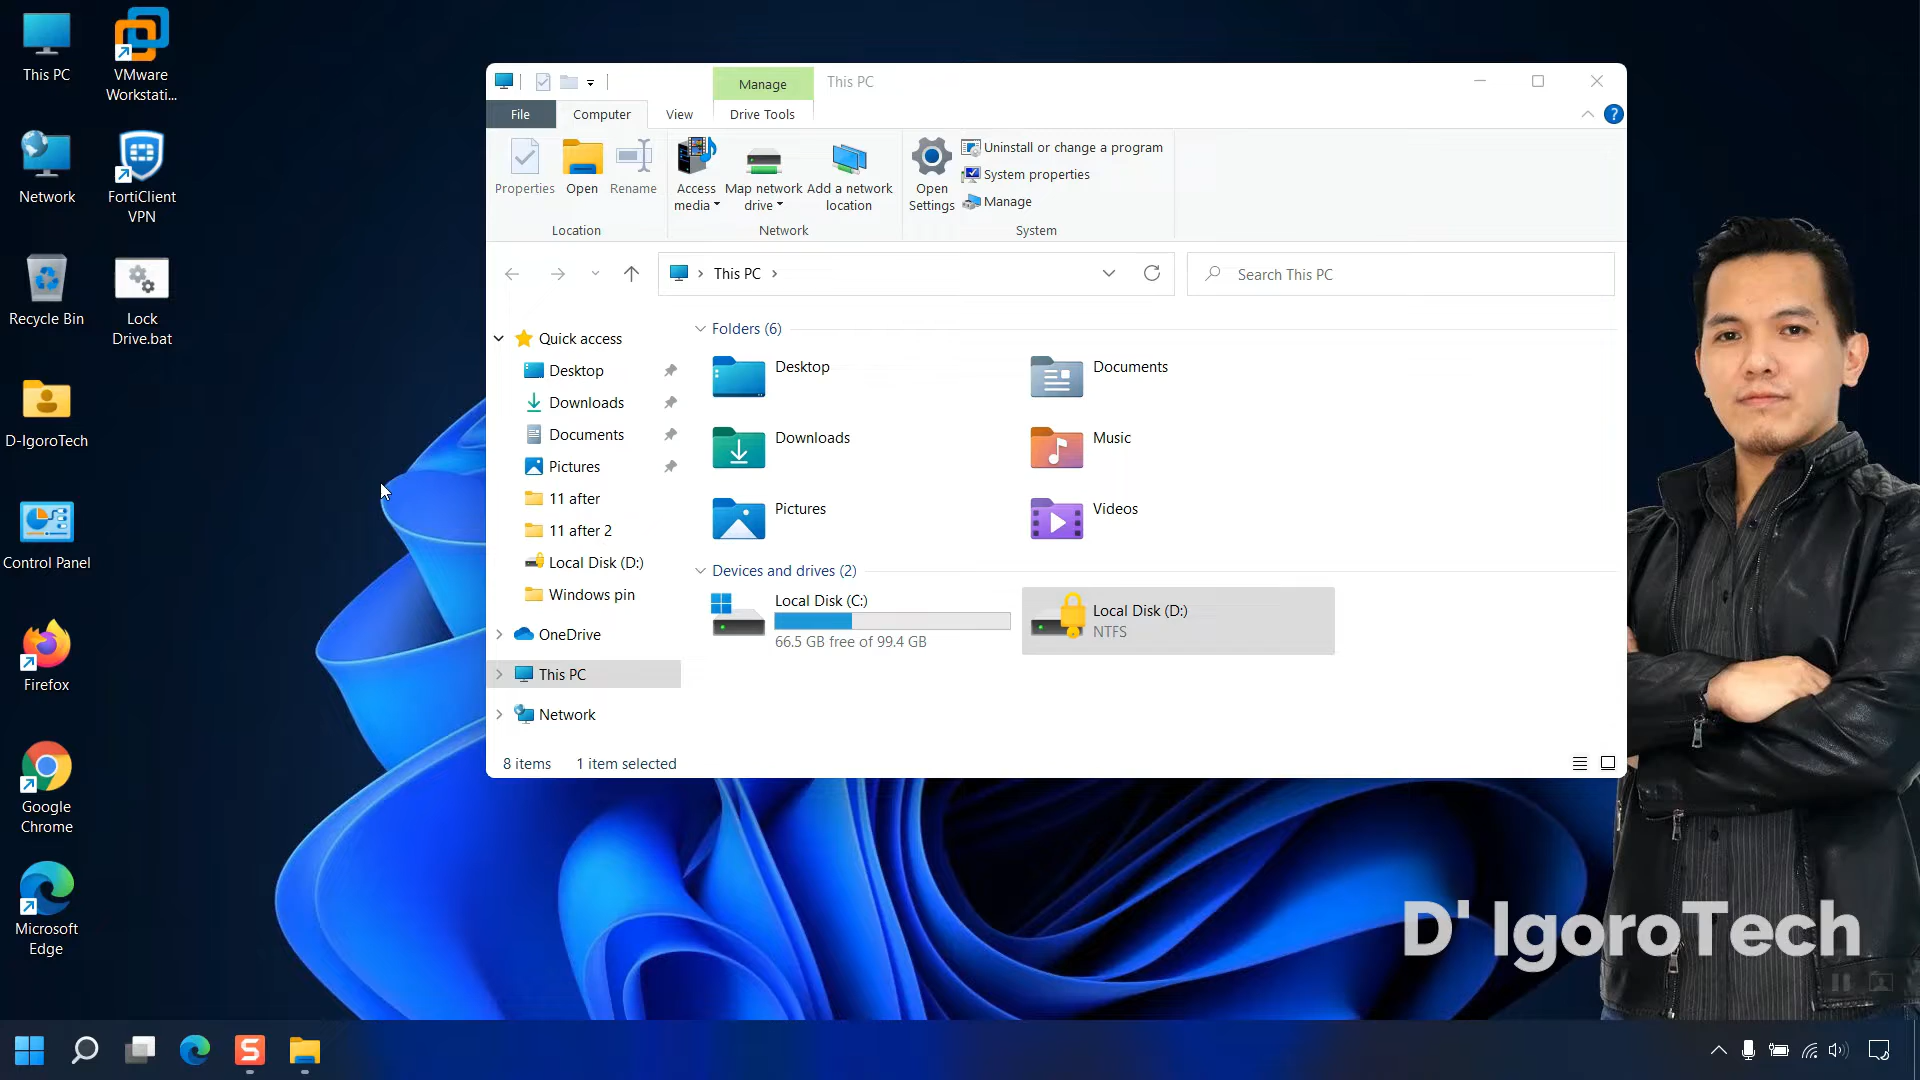 This PC
VMware
Workstati...
Network
FortiClient
VPN
Recycle Bin
Lock
Drive.bat
D-IgoroTech
Control Panel
Firefox
Google
Chrome
Microsoft
Edge
Manage
This PC
File
Computer
View
Drive Tools
?
Properties
Open
Rename
Access
media
Map network
drive
Add a network
location
Open
Settings
Uninstall or change a program
System properties
Manage
Location
Network
System
This PC
Search This PC
Quick access
Desktop
Downloads
Documents
Pictures
11 after
11 after 2
Local Disk (D:)
Windows pin
OneDrive
This PC
Network
Folders (6)
Desktop
Documents
Downloads
Music
Pictures
Videos
Devices and drives (2)
Local Disk (C:)
66.5 GB free of 99.4 GB
Local Disk (D:)
NTFS
8 items
1 item selected
D' IgoroTech
S